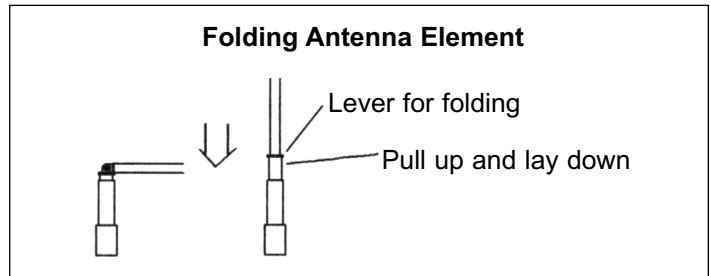 Folding Antenna Element
Lever for folding
Pull up and lay down